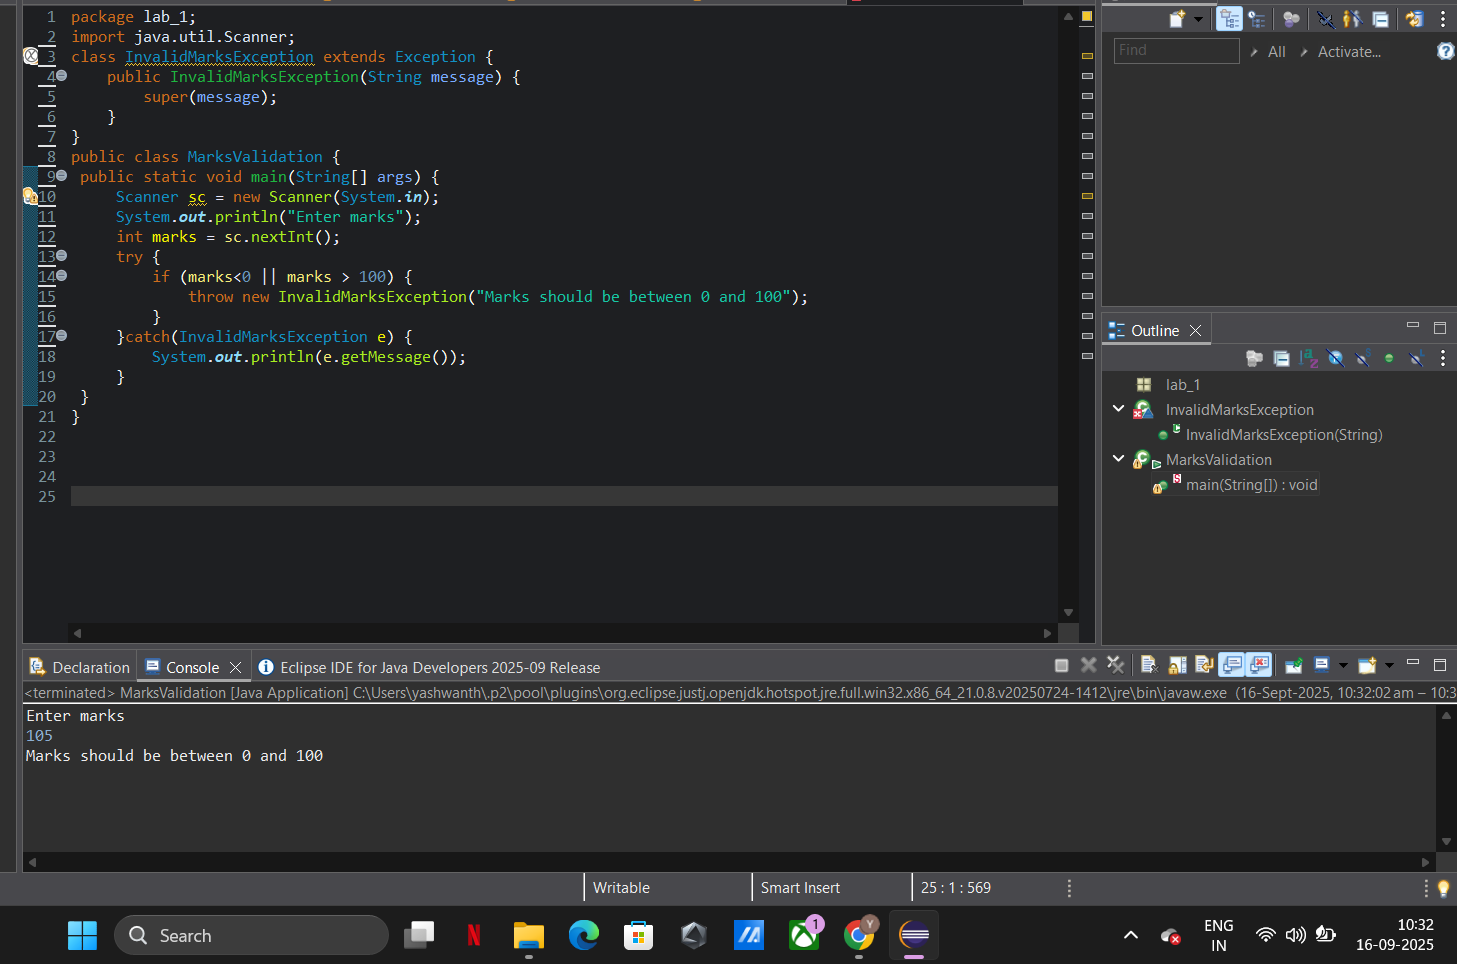 1 package lab_1;
2 import java.util.Scanner;
3 class InvalidMarksException extends Exception {
4     public InvalidMarksException(String message) {
5         super(message);
6     }
7 }
8 public class MarksValidation {
9  public static void main(String[] args) {
10     Scanner sc = new Scanner(System.in);
11     System.out.println("Enter marks");
12     int marks = sc.nextInt();
13     try {
14         if (marks<0 || marks > 100) {
15             throw new InvalidMarksException("Marks should be between 0 and 100");
16         }
17     }catch(InvalidMarksException e) {
18         System.out.println(e.getMessage());
19     }
20  }
21 }
22
23
24
25
Find
All
Activate...
Outline
lab_1
InvalidMarksException
InvalidMarksException(String)
MarksValidation
main(String[]) : void
Declaration
Console
Eclipse IDE for Java Developers 2025-09 Release
<terminated> MarksValidation [Java Application] C:\Users\yashwanth\.p2\pool\plugins\org.eclipse.justj.openjdk.hotspot.jre.full.win32.x86_64_21.0.8.v20250724-1412\jre\bin\javaw.exe (16-Sept-2025, 10:32:02 am – 10:3
Enter marks
105
Marks should be between 0 and 100
Writable
Smart Insert
25 : 1 : 569
Search
1
Y
ENG
IN
10:32
16-09-2025